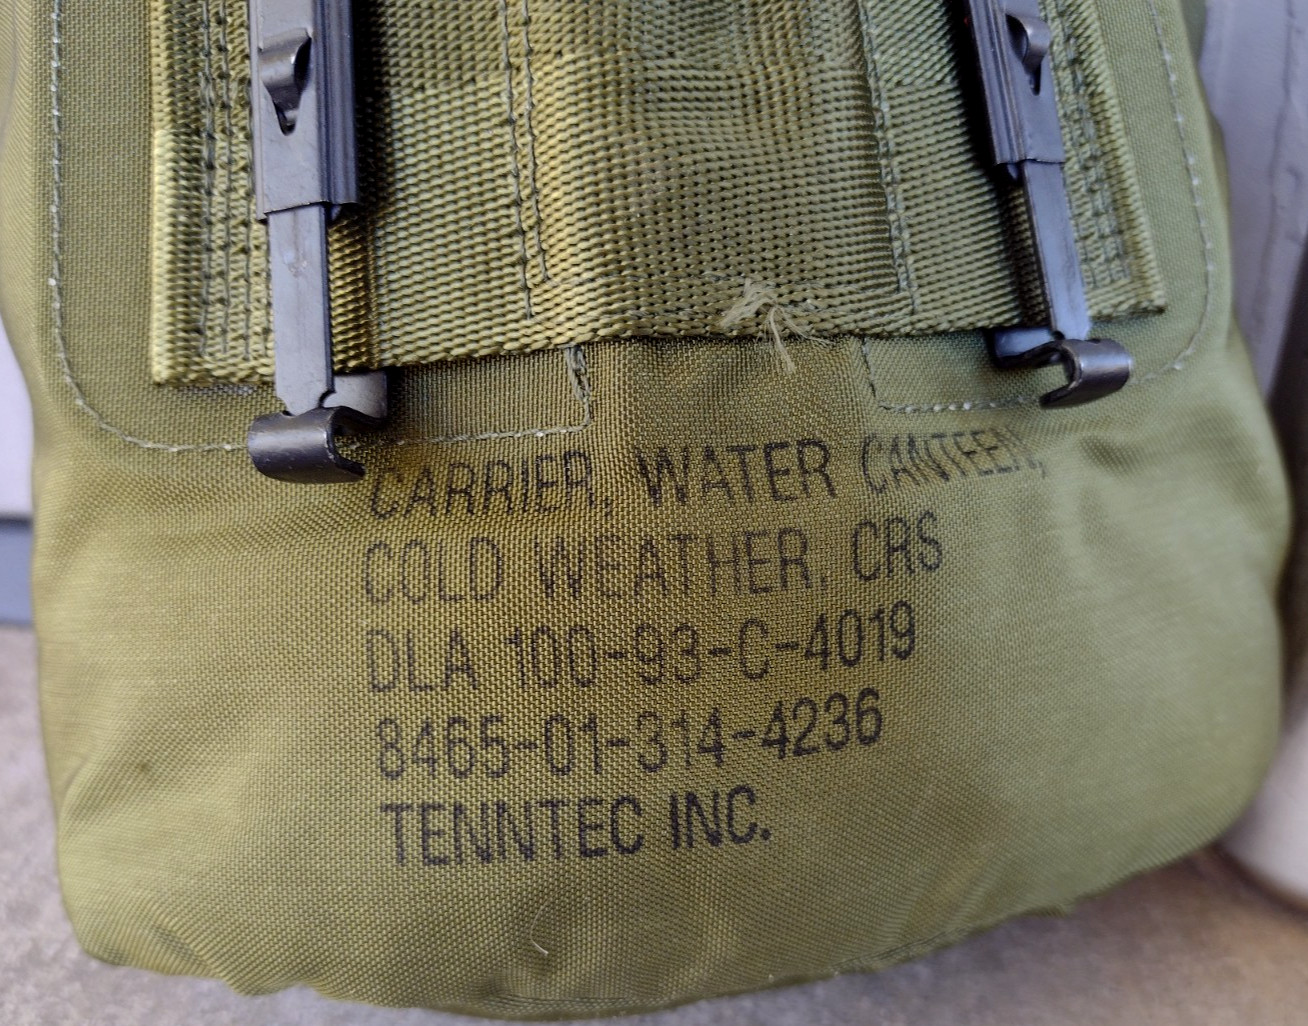 CARRIER, WATER CANTEEN,
COLD WEATHER, CRS
DLA 100-93-C-4019
8465-01-314-4236
TENNTEC INC.